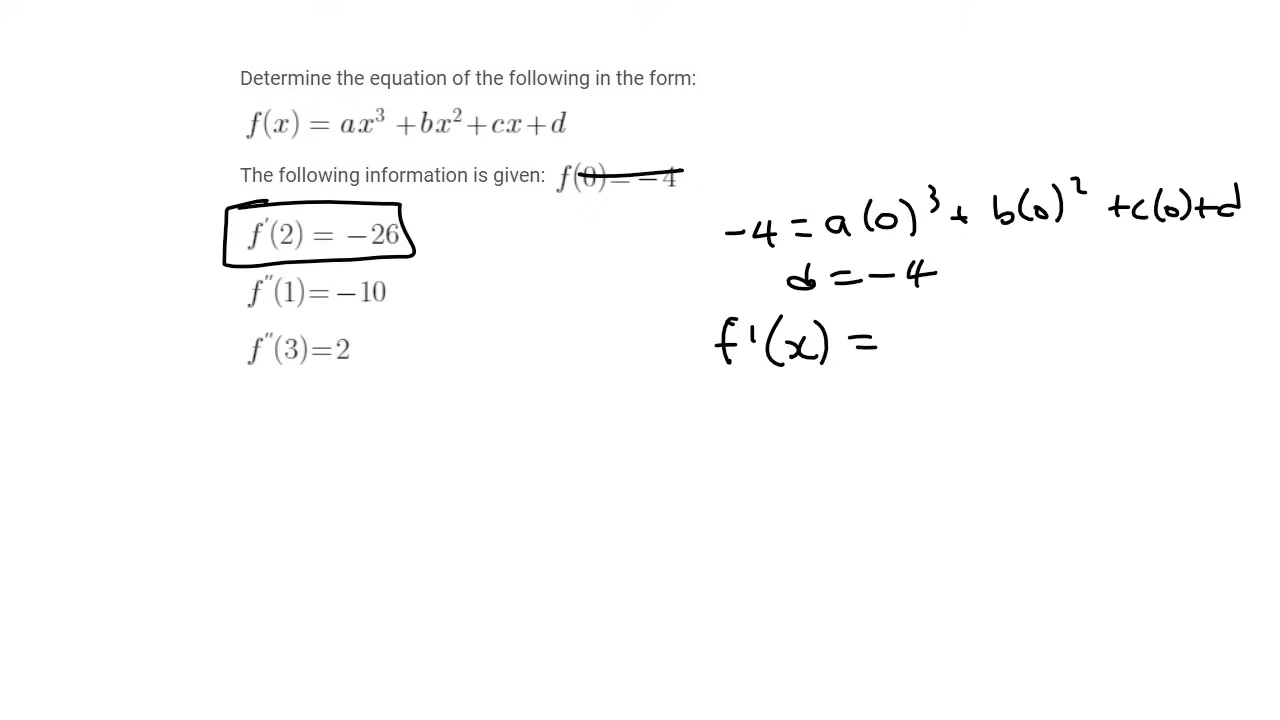 Determine the equation of the following in the form:
f(x) = ax³ +bx²+cx+d
The following information is given: f(0)= −4
f'(2) = −26
f''(1)= −10
f''(3)=2
-4 = a(0)³ + b(0)² +c(0)+d
d = -4
f'(x) =